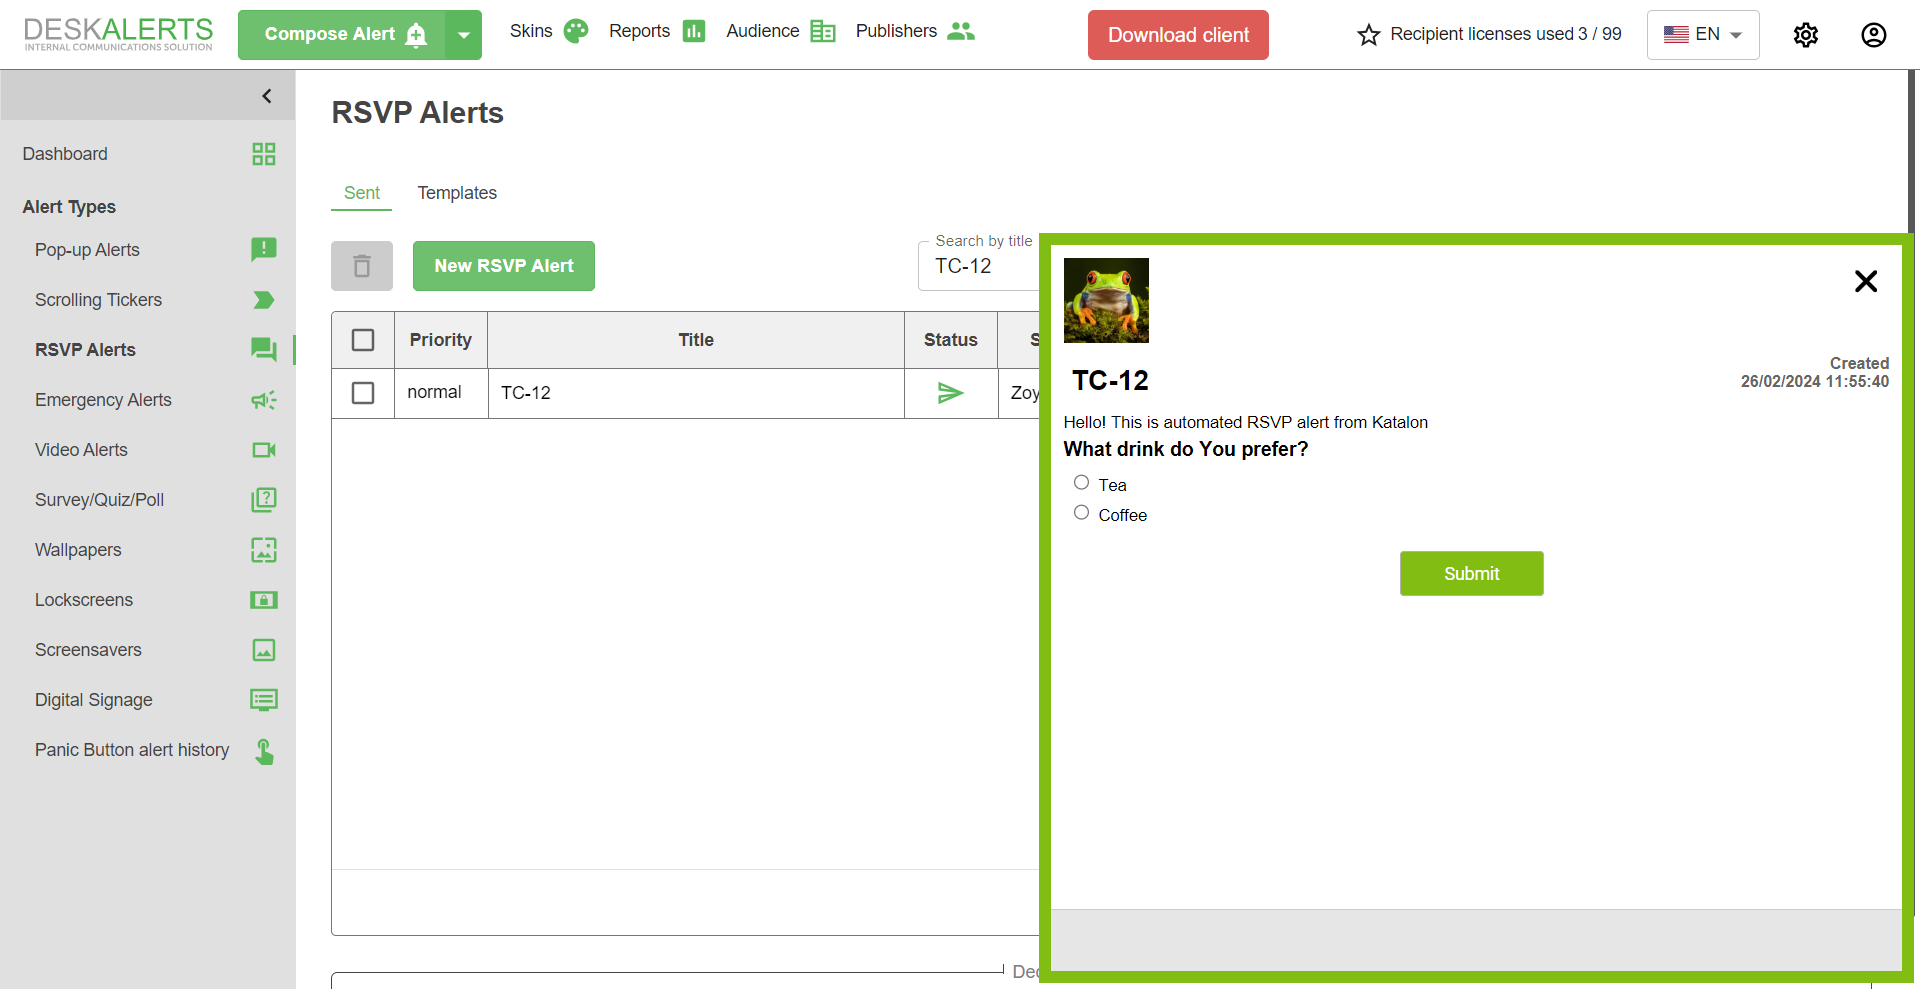 DESKALERTS
INTERNAL COMMUNICATIONS SOLUTION
Compose Alert
Skins
Reports
Audience
Publishers
Download client
Recipient licenses used 3 / 99
EN
Dashboard
Alert Types
Pop-up Alerts
Scrolling Tickers
RSVP Alerts
Emergency Alerts
Video Alerts
Survey/Quiz/Poll
Wallpapers
Lockscreens
Screensavers
Digital Signage
Panic Button alert history
RSVP Alerts
Sent
Templates
New RSVP Alert
Search by title
TC-12
Priority
Title
Status
S
normal
TC-12
Zoy
Dec
TC-12
Created
26/02/2024 11:55:40
Hello! This is automated RSVP alert from Katalon
What drink do You prefer?
Tea
Coffee
Submit